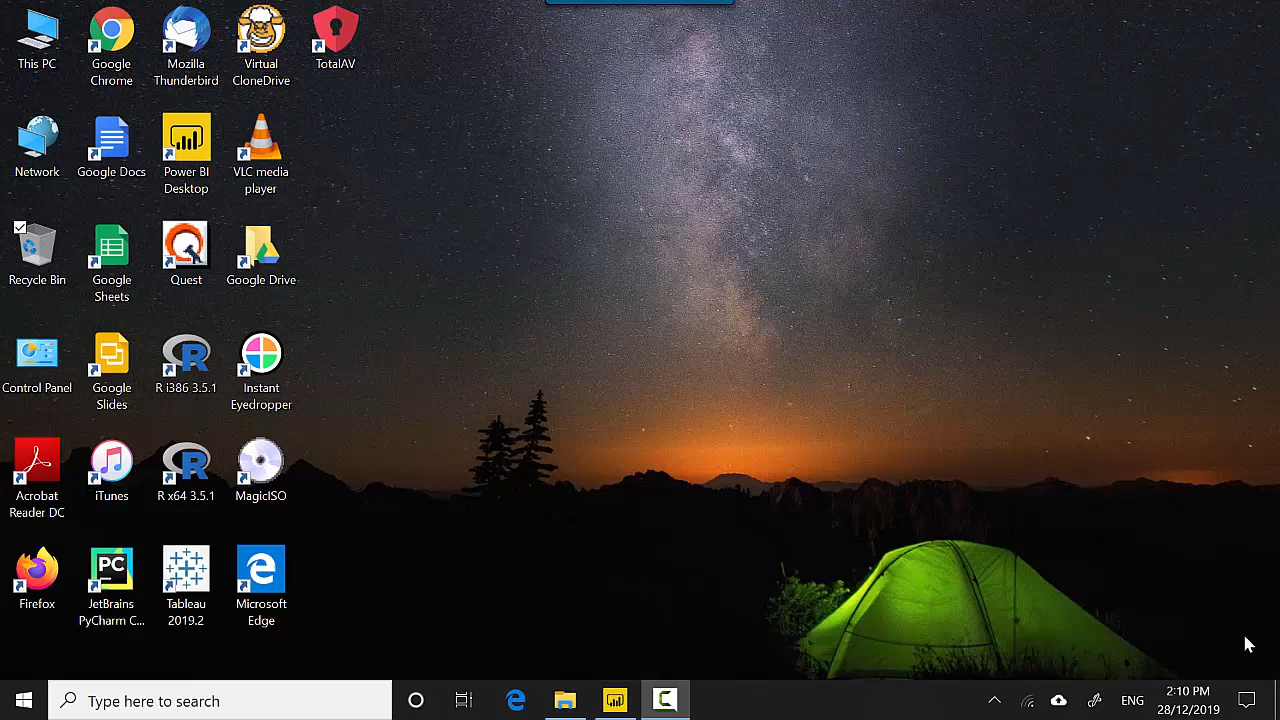 This PC
Google
Chrome
Mozilla
Thunderbird
Virtual
CloneDrive
TotalAV
Network
Google Docs
Power BI
Desktop
VLC media
player
Recycle Bin
Google
Sheets
Quest
Google Drive
Control Panel
Google
Slides
R i386 3.5.1
Instant
Eyedropper
Acrobat
Reader DC
iTunes
R x64 3.5.1
MagicISO
Firefox
PC
JetBrains
PyCharm C...
Tableau
2019.2
Microsoft
Edge
Type here to search
ENG
2:10 PM
28/12/2019